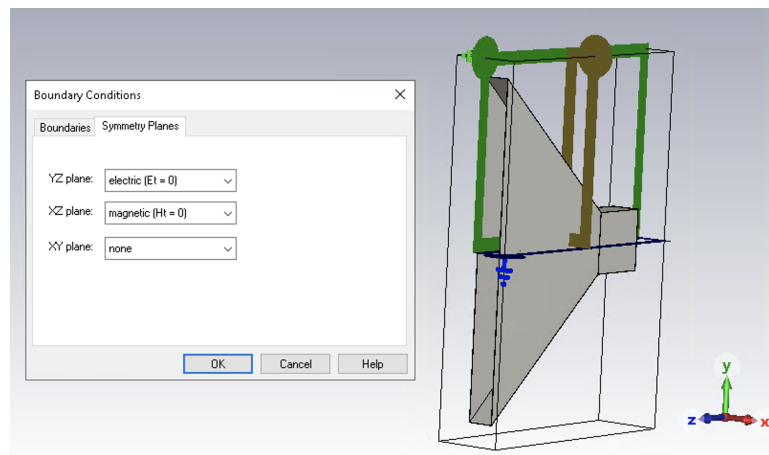 Boundary Conditions
Boundaries Symmetry Planes
YZ plane: electric (Et = 0)
XZ plane: magnetic (Ht = 0)
XY plane: none
OK Cancel Help
y
z x